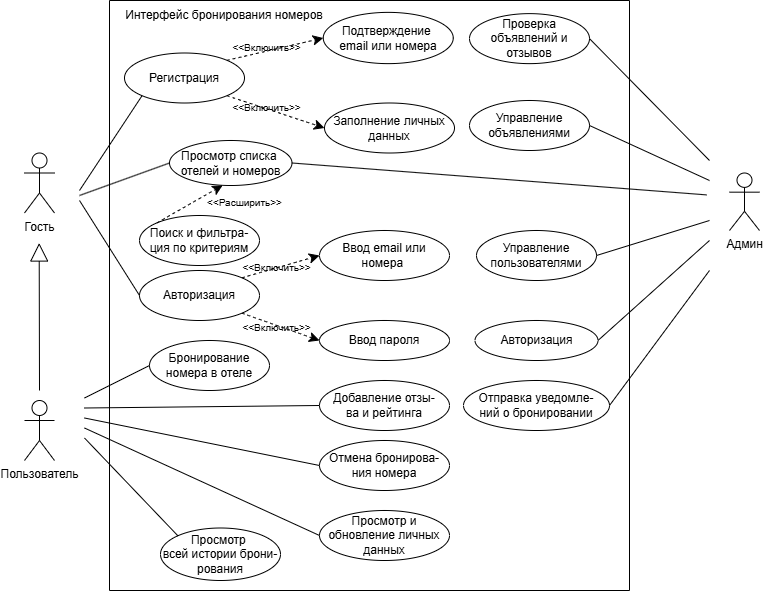 Интерфейс бронирования номеров
Подтверждение
email или номера
Проверка
объявлений и
отзывов
<<Включить>>
Регистрация
<<Включить>>
Заполнение личных
данных
Управление
объявлениями
Просмотр списка
отелей и номеров
<<Расширить>>
Гость
Админ
Поиск и фильтра-
ция по критериям
Ввод email или
номера
Управление
пользователями
<<Включить>>
Авторизация
<<Включить>>
Ввод пароля
Авторизация
Бронирование
номера в отеле
Добавление отзы-
ва и рейтинга
Отправка уведомле-
ний о бронировании
Пользователь
Отмена бронирова-
ния номера
Просмотр и
обновление личных
данных
Просмотр
всей истории брони-
рования